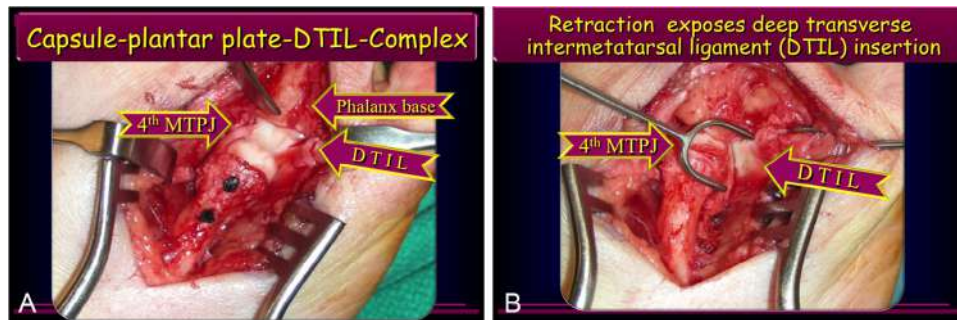 Capsule-plantar plate-DTIL-Complex
4th MTPJ
Phalanx base
DTIL
A
Retraction exposes deep transverse
intermetatarsal ligament (DTIL) insertion
4th MTPJ
DTIL
B